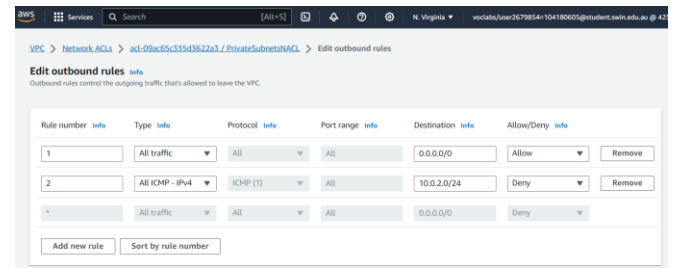 aws Services Search [Alt+S] N. Virginia voclabs/user2679854=104180605@student.swin.edu.au @ 425
VPC > Network ACLs > acl-09ac65c335d3622a3 / PrivateSubnetsNACL > Edit outbound rules
Edit outbound rules Info
Outbound rules control the outgoing traffic that's allowed to leave the VPC.
Rule number Info Type Info Protocol Info Port range Info Destination Info Allow/Deny Info
1 All traffic All All 0.0.0.0/0 Allow Remove
2 All ICMP - IPv4 ICMP (1) All 10.0.2.0/24 Deny Remove
* All traffic All All 0.0.0.0/0 Deny
Add new rule Sort by rule number